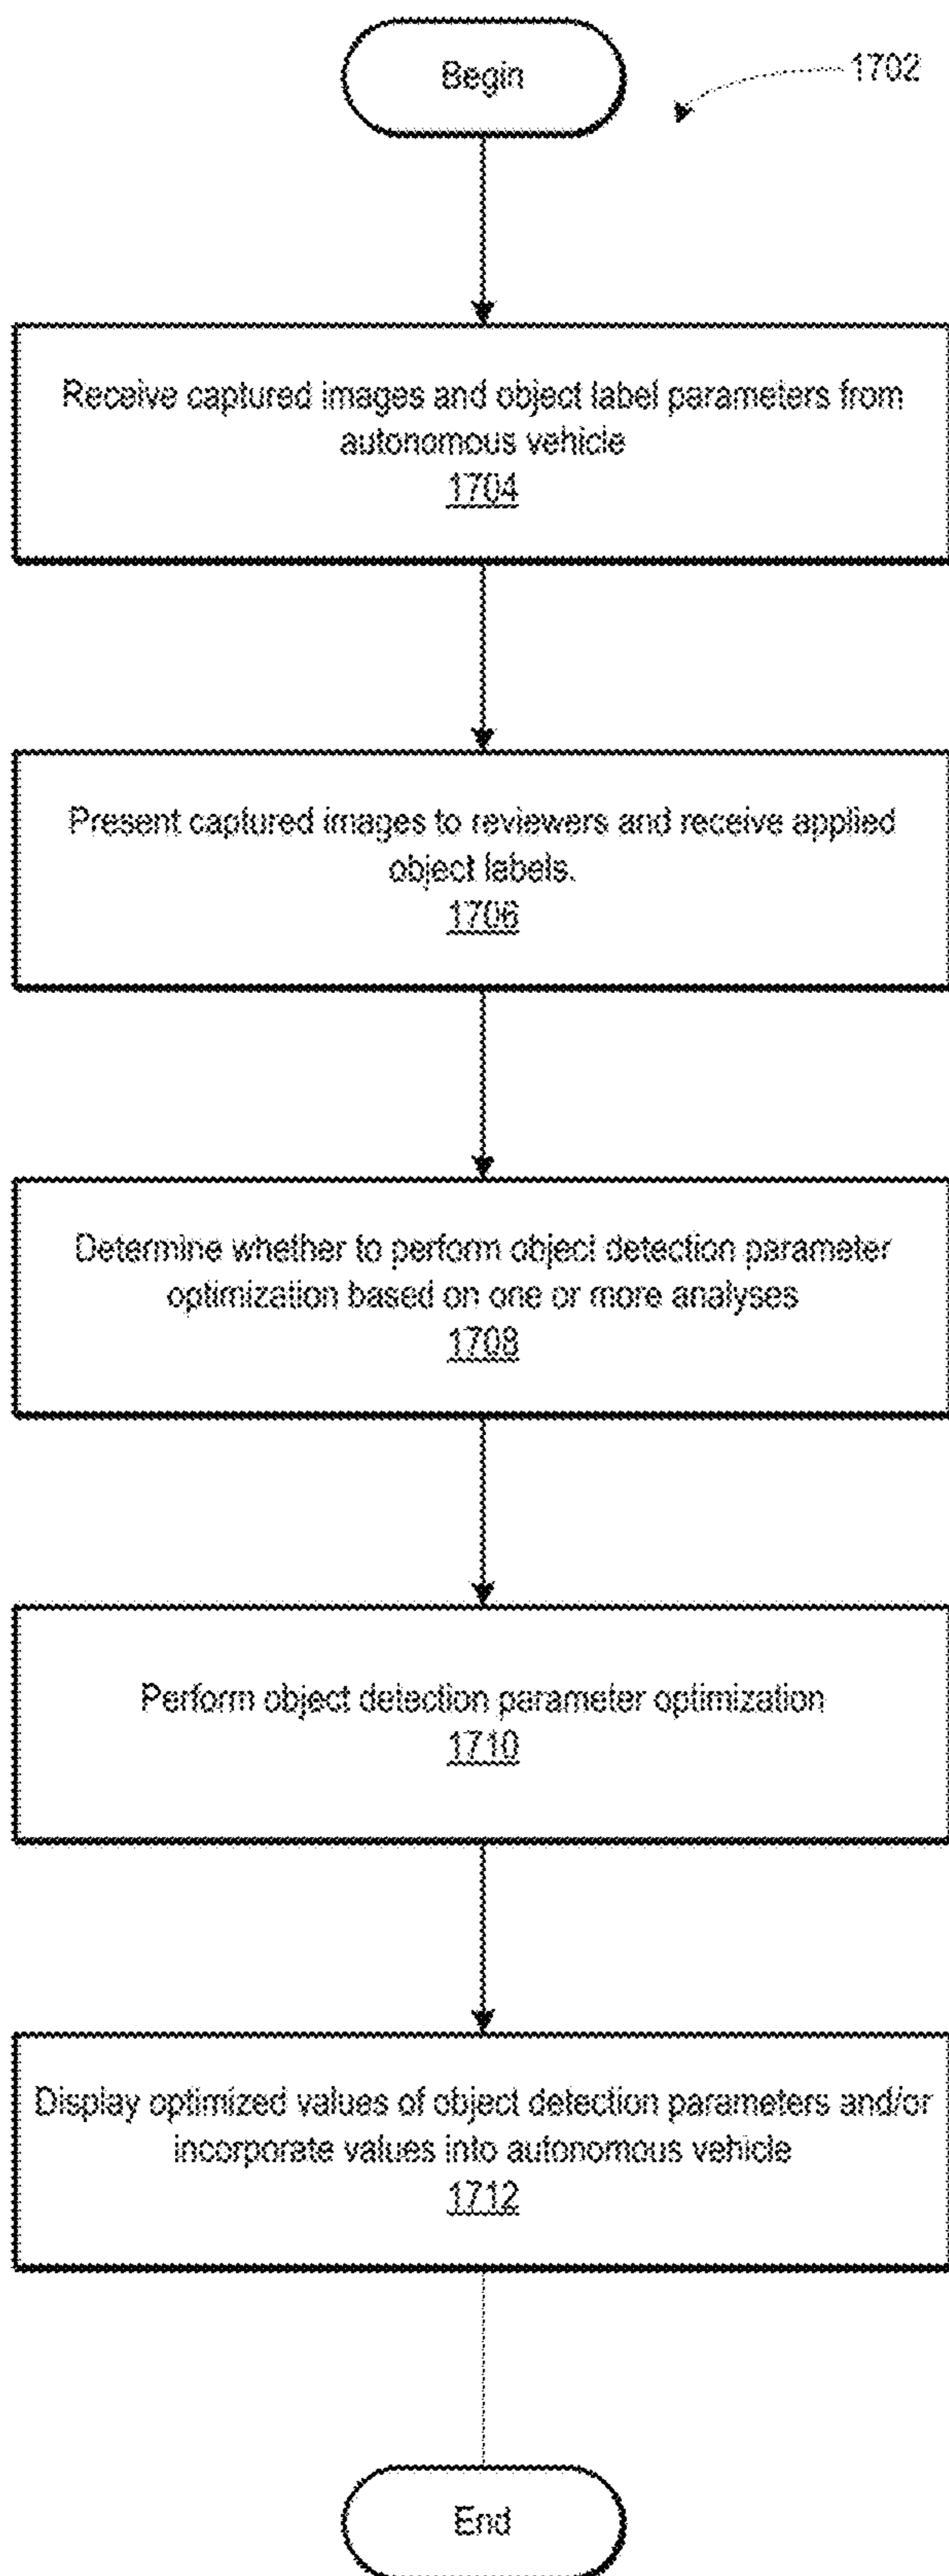 Begin
1702
Receive captured images and object label parameters from
autonomous vehicle
1704
Present captured images to reviewers and receive applied
object labels.
1706
Determine whether to perform object detection parameter
optimization based on one or more analyses
1708
Perform object detection parameter optimization
1710
Display optimized values of object detection parameters and/or
incorporate values into autonomous vehicle
1712
End